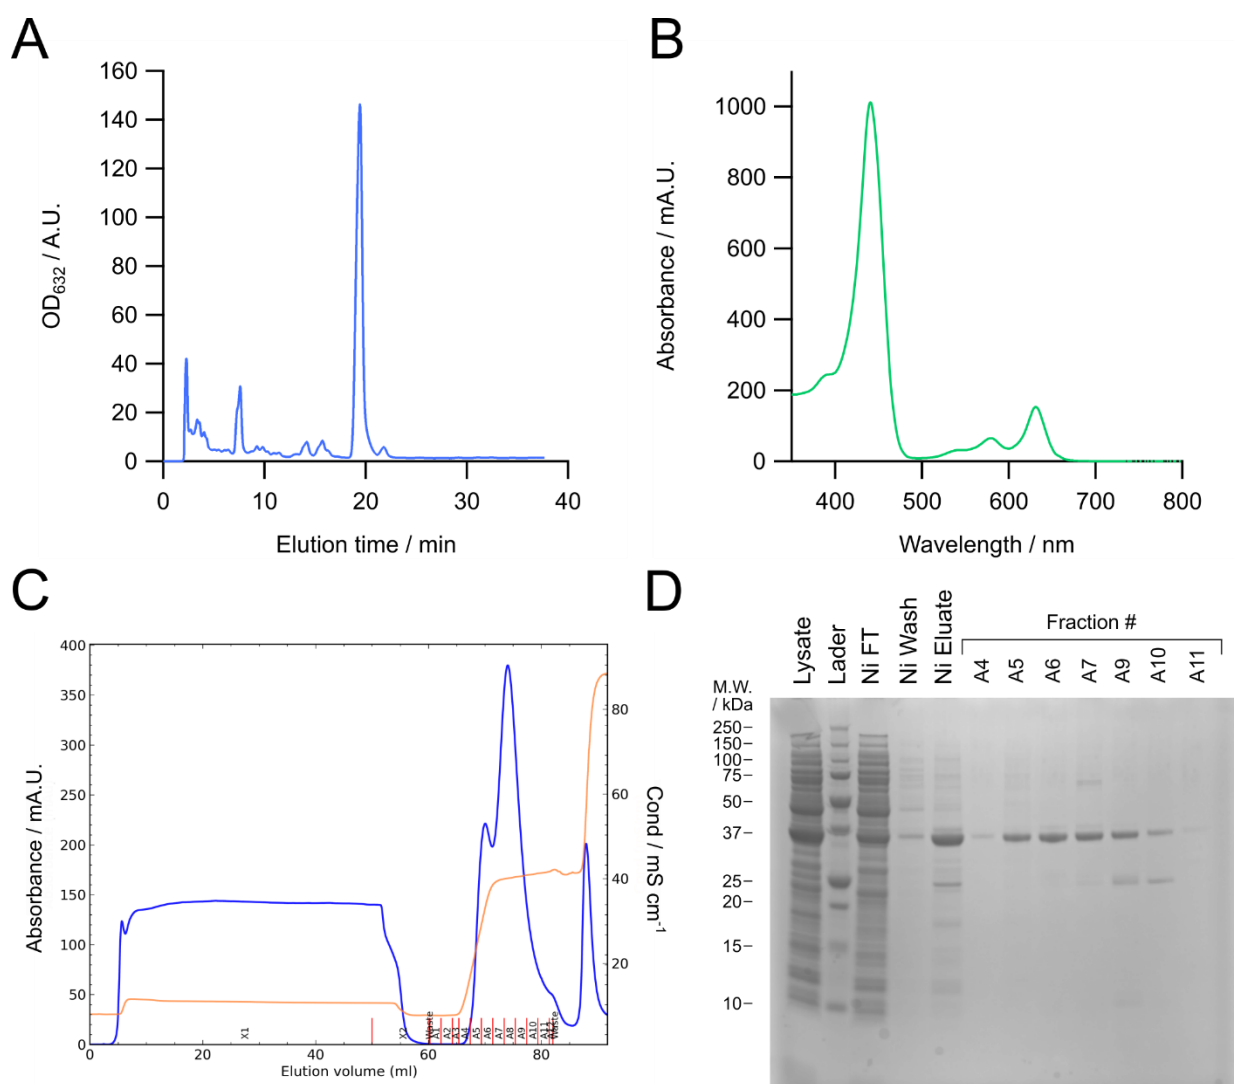 A
160
140
120
100
80
60
40
20
0
OD632 / A.U.
0 10 20 30 40
Elution time / min
B
1000
800
600
400
200
0
Absorbance / mA.U.
400 500 600 700 800
Wavelength / nm
C
400
350
300
250
200
150
100
50
0
Absorbance / mA.U.
80
60
40
20
Cond / mS cm-1
X1 X2 Waste A1 A2 A3 A4 A5 A6 A7 A8 A9 A10 A11 A12 Waste
0 20 40 60 80
Elution volume (ml)
D
Fraction #
Lysate Lader Ni FT Ni Wash Ni Eluate A4 A5 A6 A7 A9 A10 A11
M.W.
/ kDa
250
150
100
75
50
37
25
20
15
10